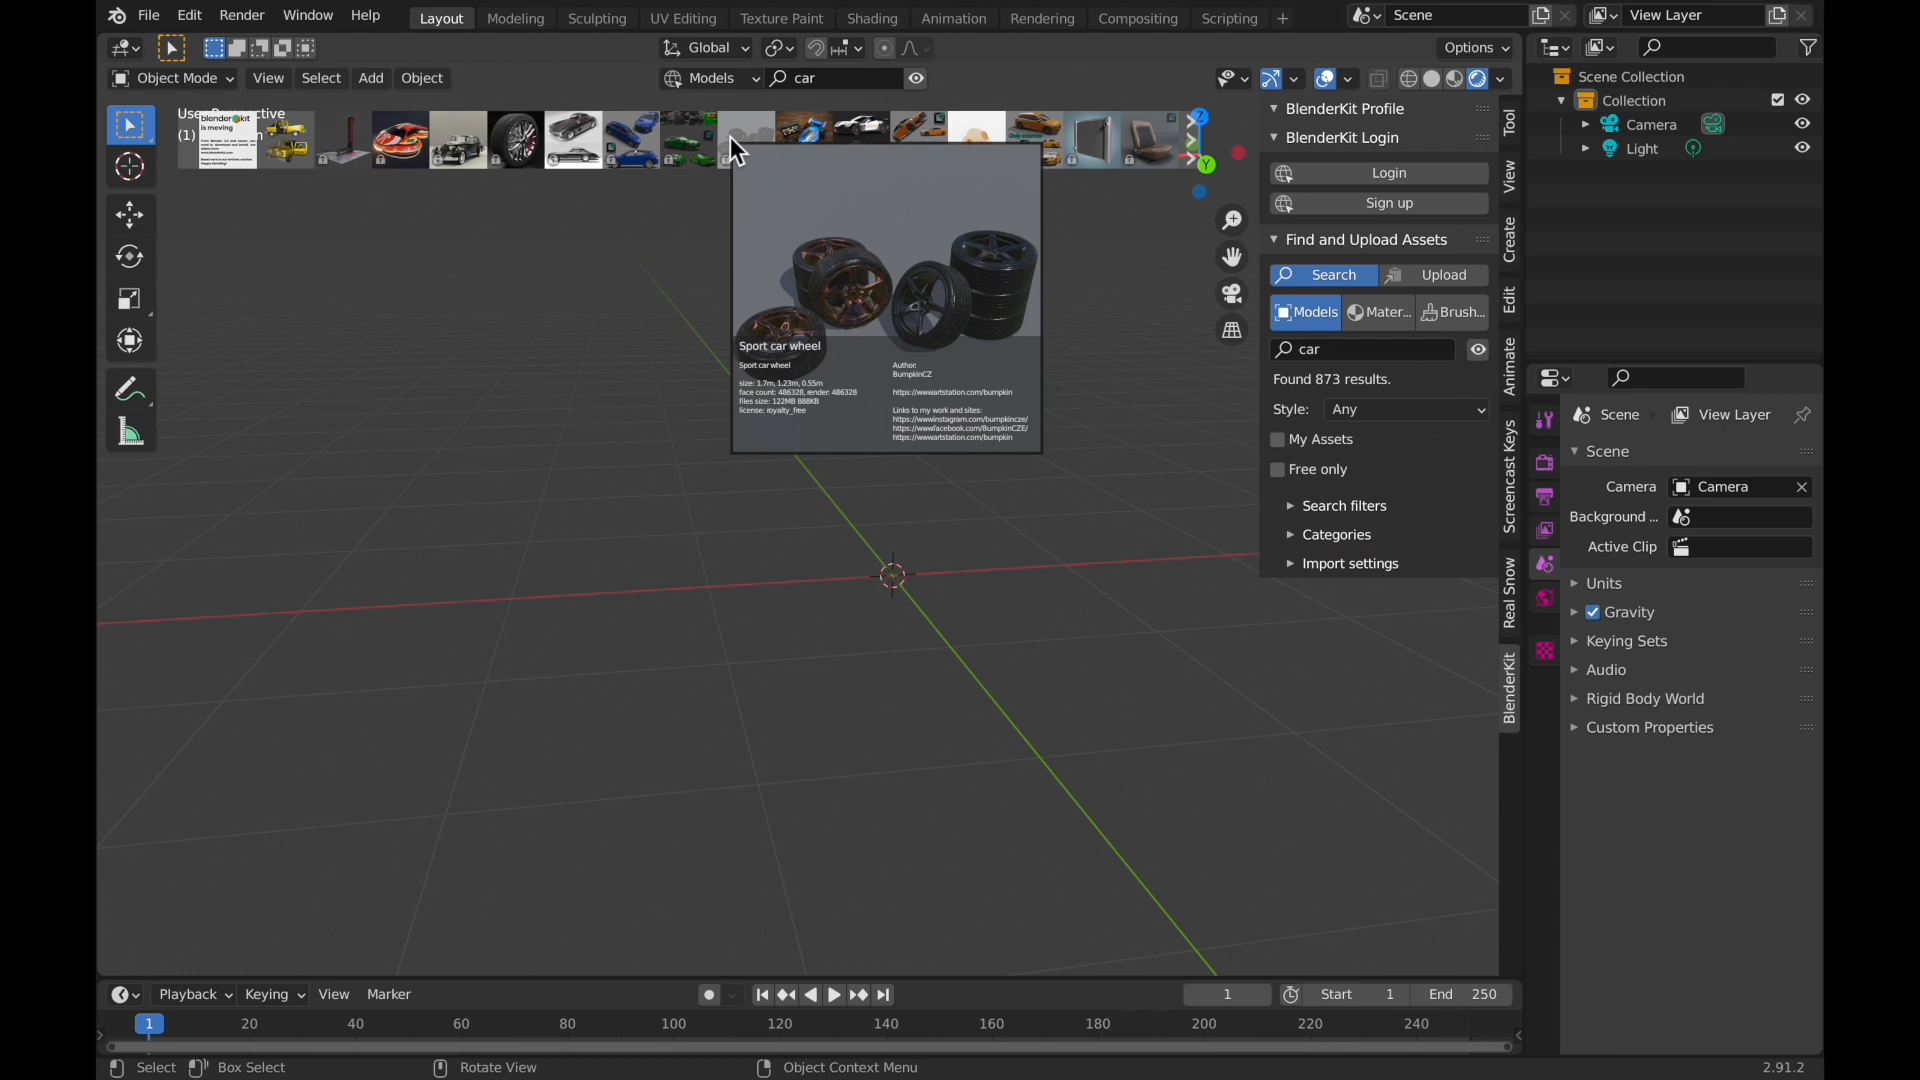 File Edit Render Window Help Layout Modeling Sculpting UV Editing Texture Paint Shading Animation Rendering Compositing Scripting Scene View Layer
Global Options
Object Mode View Select Add Object Models car
Scene Collection
Collection
Camera
Light
User Perspective
(1)
blenderkit
is moving
BlenderKit Profile
BlenderKit Login
Login
Sign up
Find and Upload Assets
Search Upload
Models Mater... Brush...
car
Found 873 results.
Style: Any
My Assets
Free only
Search filters
Categories
Import settings
Tool
View
Create
Edit
Animate
Screencast Keys
Real Snow
BlenderKit
Sport car wheel
Sport car wheel
size: 1.7m, 1.23m, 0.55m
face count: 486328, render: 486328
files size: 122MB 888KB
license: royalty_free
Author:
BumpkinCZ
https://wwwartstation.com/bumpkin
Links to my work and sites:
https://wwwinstagram.com/bumpkincze/
https://wwwfacebook.com/BumpkinCZE/
https://wwwartstation.com/bumpkin
Scene View Layer
Scene
Camera Camera
Background ...
Active Clip
Units
Gravity
Keying Sets
Audio
Rigid Body World
Custom Properties
Playback Keying View Marker 1 Start 1 End 250
1 20 40 60 80 100 120 140 160 180 200 220 240
Select Box Select Rotate View Object Context Menu 2.91.2